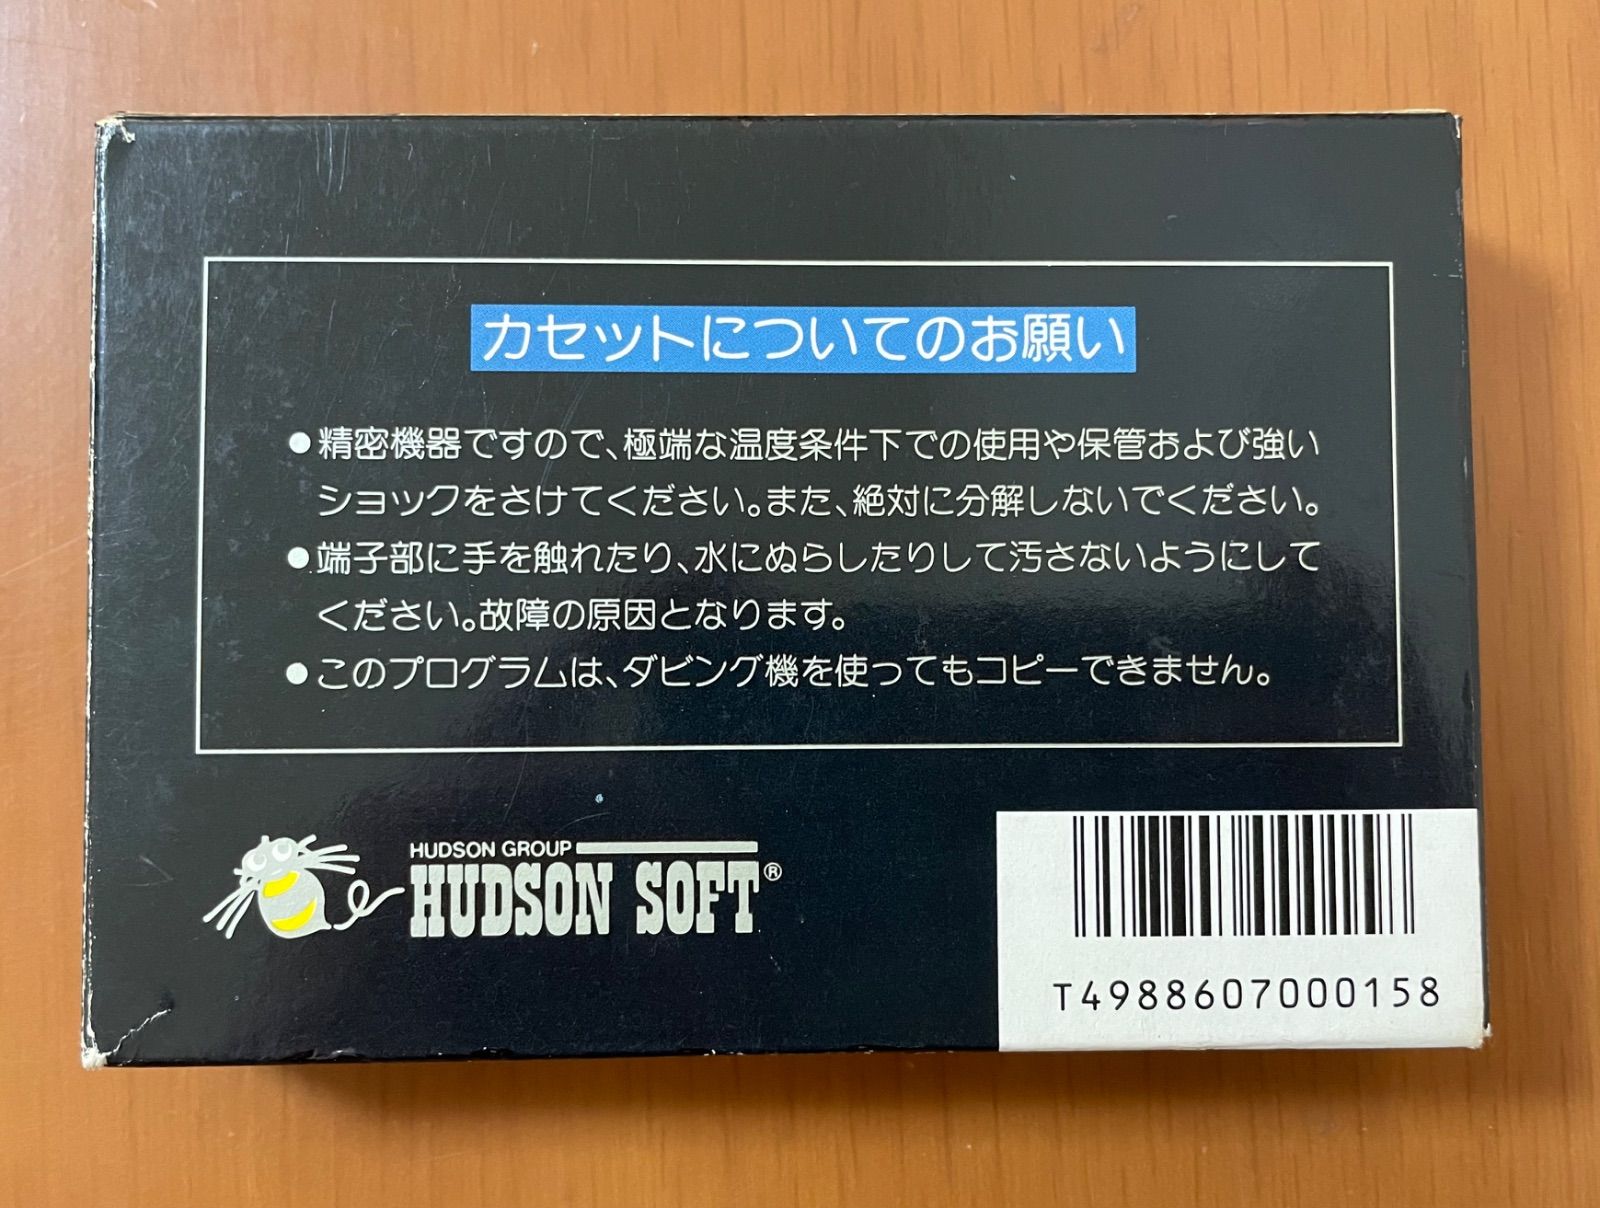 カセットについてのお願い
●精密機器ですので、極端な温度条件下での使用や保管および強い
ショックをさけてください。また、絶対に分解しないでください。
●端子部に手を触れたり、水にぬらしたりして汚さないようにして
ください。故障の原因となります。
●このプログラムは、ダビング機を使ってもコピーできません。
HUDSON GROUP
HUDSON SOFT®
T4988607000158